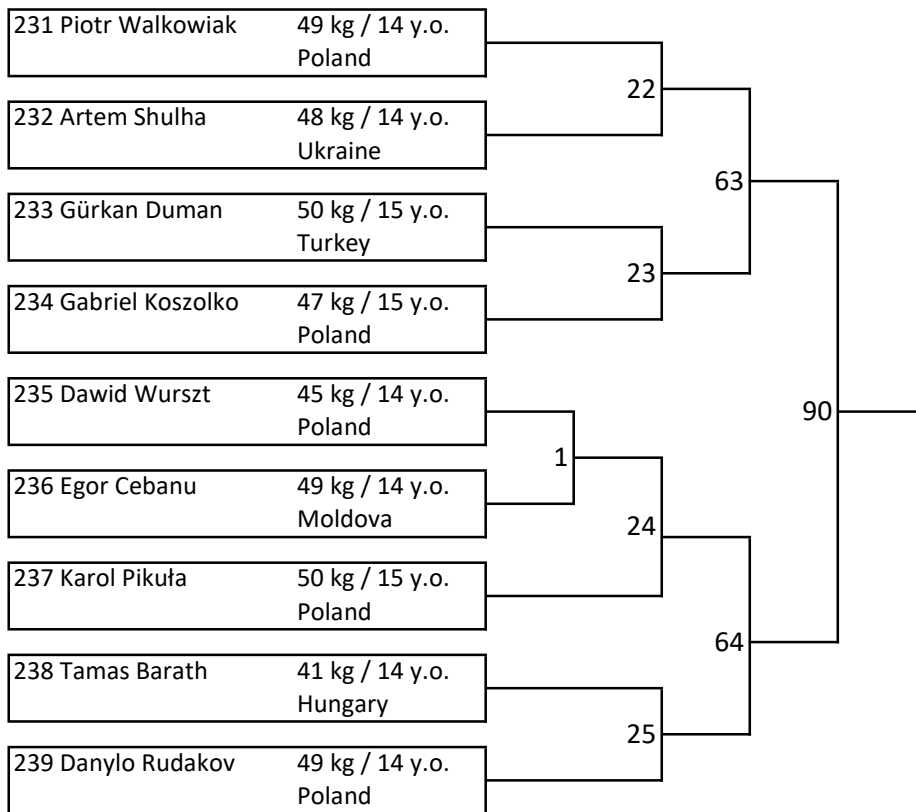 231 Piotr Walkowiak 49 kg / 14 y.o.
Poland
22
232 Artem Shulha 48 kg / 14 y.o.
Ukraine
63
233 Gürkan Duman 50 kg / 15 y.o.
Turkey
23
234 Gabriel Koszolko 47 kg / 15 y.o.
Poland
235 Dawid Wurszt 45 kg / 14 y.o.
Poland
90
1
236 Egor Cebanu 49 kg / 14 y.o.
Moldova
24
237 Karol Pikuła 50 kg / 15 y.o.
Poland
64
238 Tamas Barath 41 kg / 14 y.o.
Hungary
25
239 Danylo Rudakov 49 kg / 14 y.o.
Poland